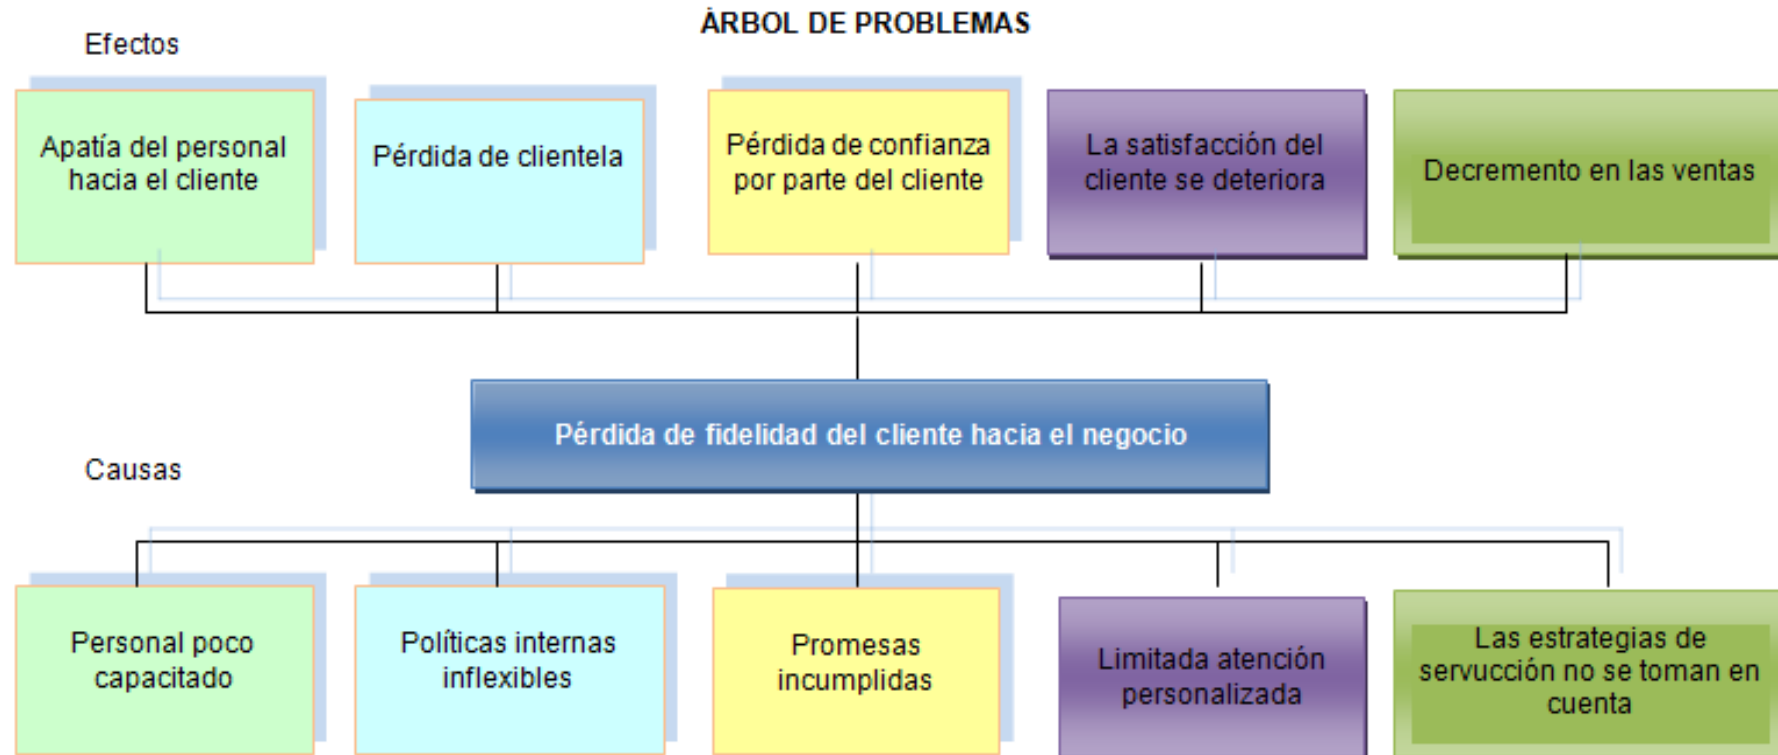 ÁRBOL DE PROBLEMAS
Efectos
Apatía del personal
hacia el cliente
Pérdida de clientela
Pérdida de confianza
por parte del cliente
La satisfacción del
cliente se deteriora
Decremento en las ventas
Pérdida de fidelidad del cliente hacia el negocio
Causas
Personal poco
capacitado
Políticas internas
inflexibles
Promesas
incumplidas
Limitada atención
personalizada
Las estrategias de
servucción no se toman en
cuenta